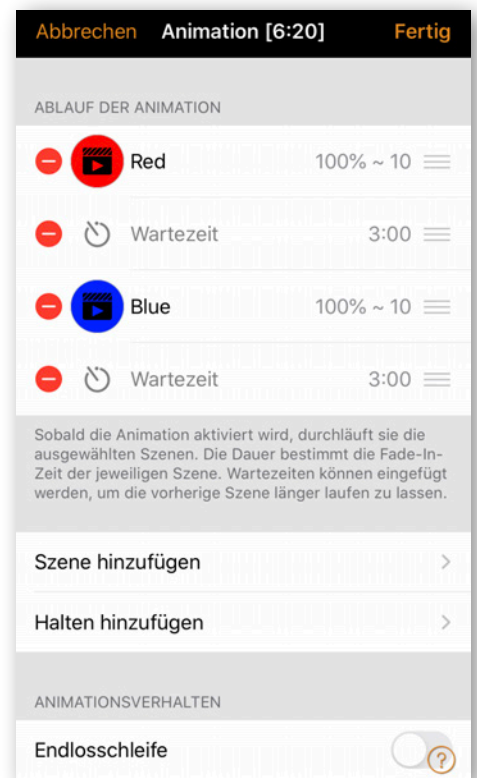 Abbrechen Animation [6:20] Fertig
ABLAUF DER ANIMATION
Red 100% ~ 10
Wartezeit 3:00
Blue 100% ~ 10
Wartezeit 3:00
Sobald die Animation aktiviert wird, durchläuft sie die
ausgewählten Szenen. Die Dauer bestimmt die Fade-In-
Zeit der jeweiligen Szene. Wartezeiten können eingefügt
werden, um die vorherige Szene länger laufen zu lassen.
Szene hinzufügen
Halten hinzufügen
ANIMATIONSVERHALTEN
Endlosschleife ?